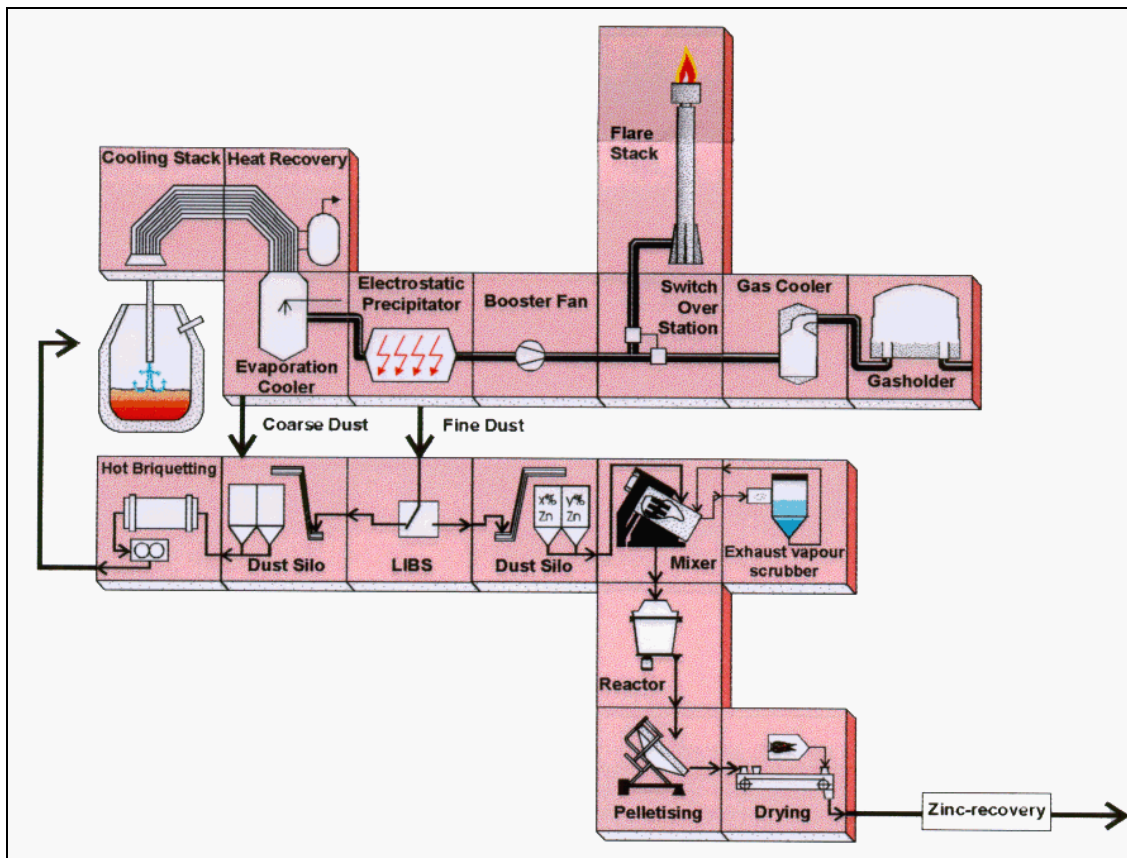 Flare
Stack
Cooling Stack
Heat Recovery
Electrostatic
Precipitator
Booster Fan
Switch
Over
Station
Gas Cooler
Evaporation
Cooler
Gasholder
Coarse Dust
Fine Dust
Hot Briquetting
Dust Silo
LIBS
x%
Zn
y%
Zn
Dust Silo
Mixer
Exhaust vapour
scrubber
Reactor
Pelletising
Drying
Zinc-recovery